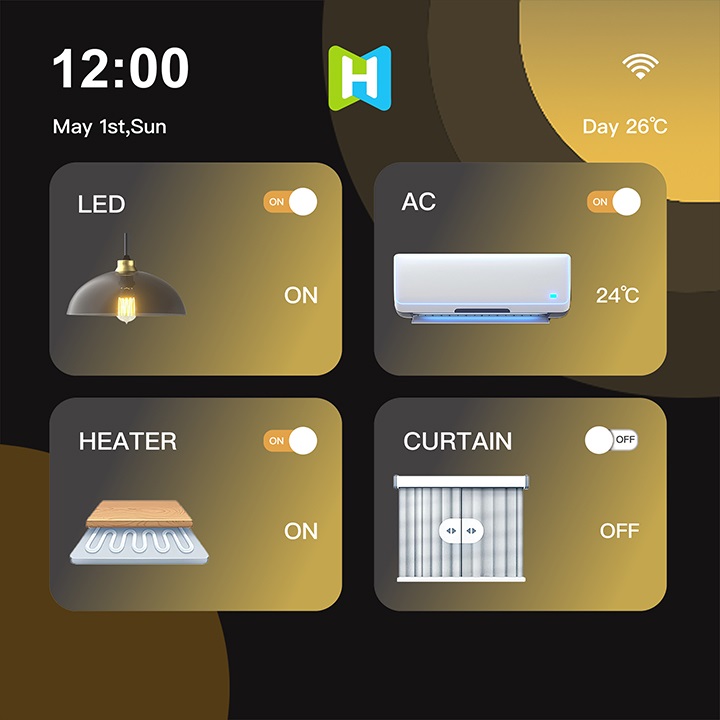 12:00
H
May 1st,Sun
Day 26℃
LED
ON
ON
AC
ON
24℃
HEATER
ON
ON
CURTAIN
OFF
OFF